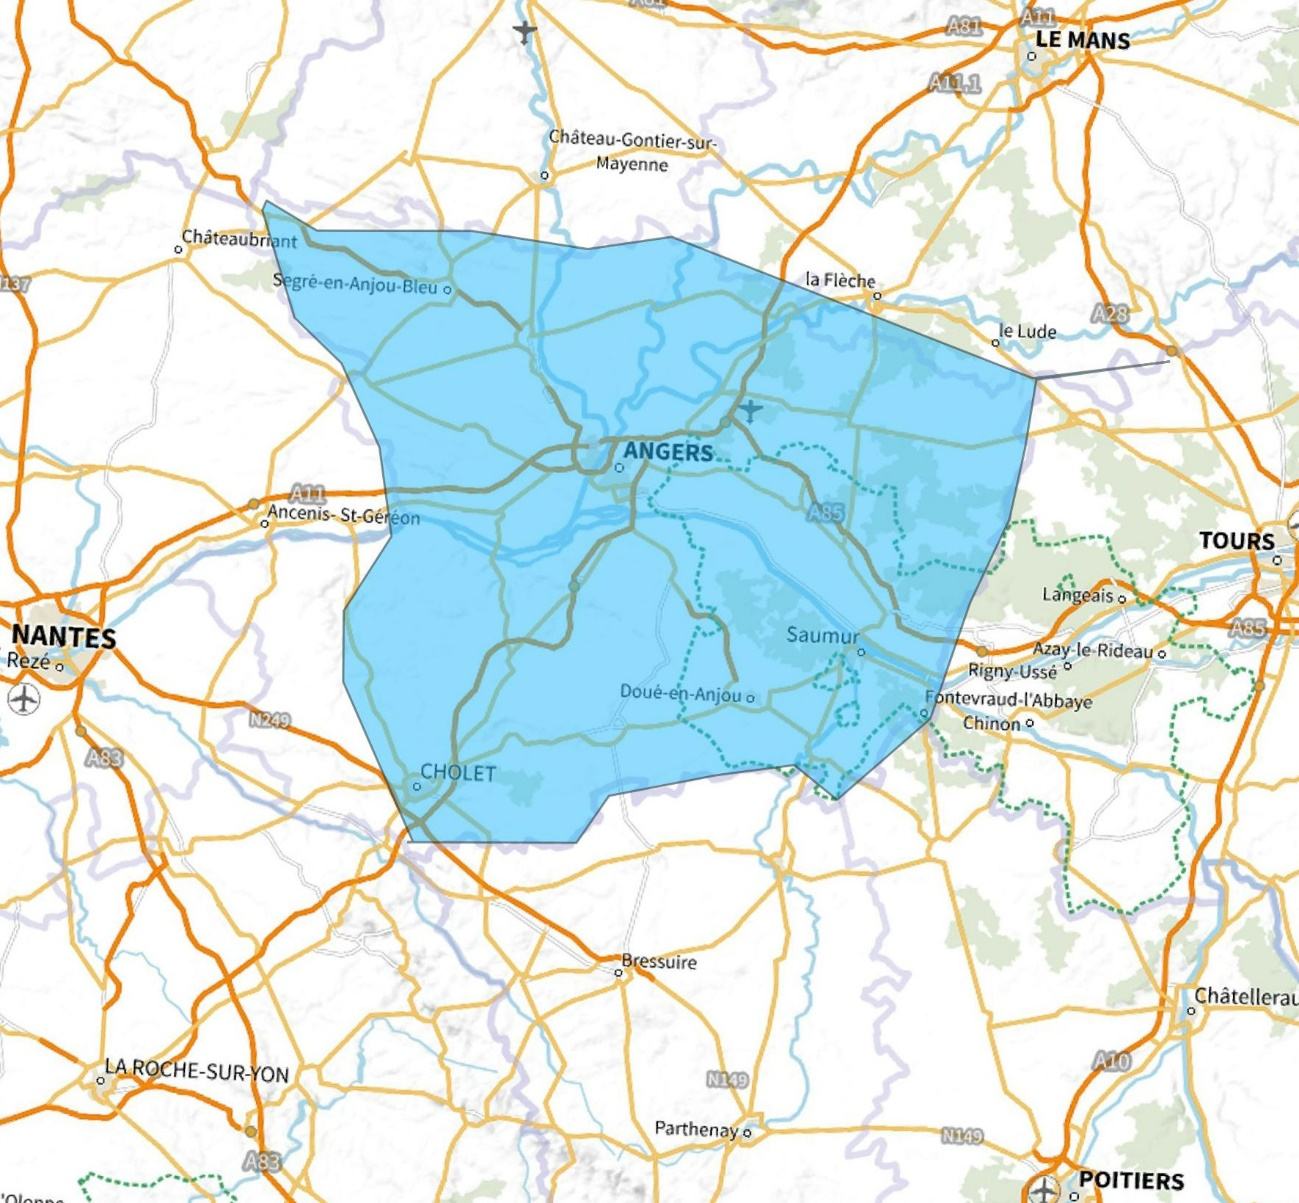 A81
A11
A81
LE MANS
A11,1
Château-Gontier-sur-
Mayenne
Châteaubriant
Segré-en-Anjou-Bleu
la Flèche
N137
A28
le Lude
ANGERS
A11
Ancenis- St-Géréon
A85
TOURS
Langeais
NANTES
Rezé
Saumur
A85
Azay-le-Rideau
Rigny-Ussé
Doué-en-Anjou
Fontevraud-l'Abbaye
Chinon
N249
A83
CHOLET
Bressuire
Châtellerau
A10
LA ROCHE-SUR-YON
N149
Parthenay
N149
A83
POITIERS